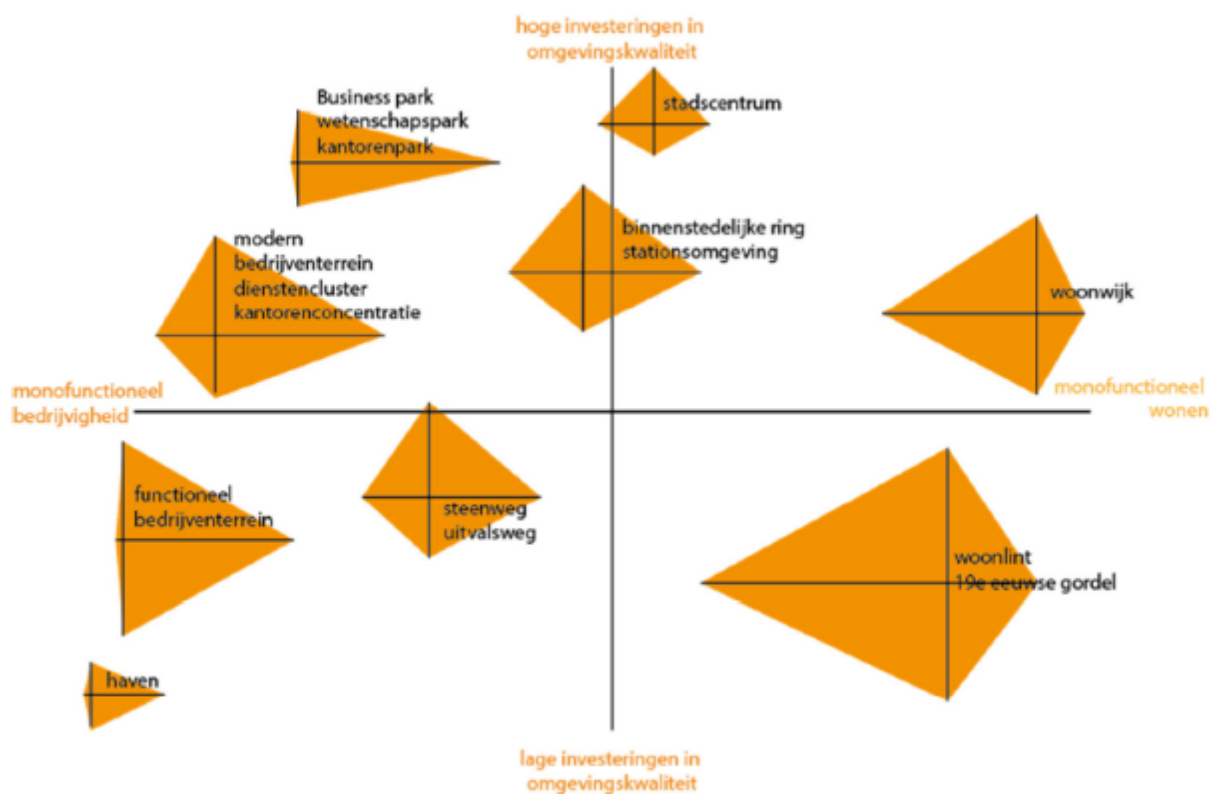 hoge investeringen in
omgevingskwaliteit
Business park
wetenschapspark
kantorenpark
stadscentrum
modern
bedrijventerrein
dienstencluster
kantorenconcentratie
binnenstedelijke ring
stationsomgeving
woonwijk
monofunctioneel
bedrijvigheid
monofunctioneel
wonen
functioneel
bedrijventerrein
steenweg
uitvalsweg
woonlint
19e eeuwse gordel
haven
lage investeringen in
omgevingskwaliteit